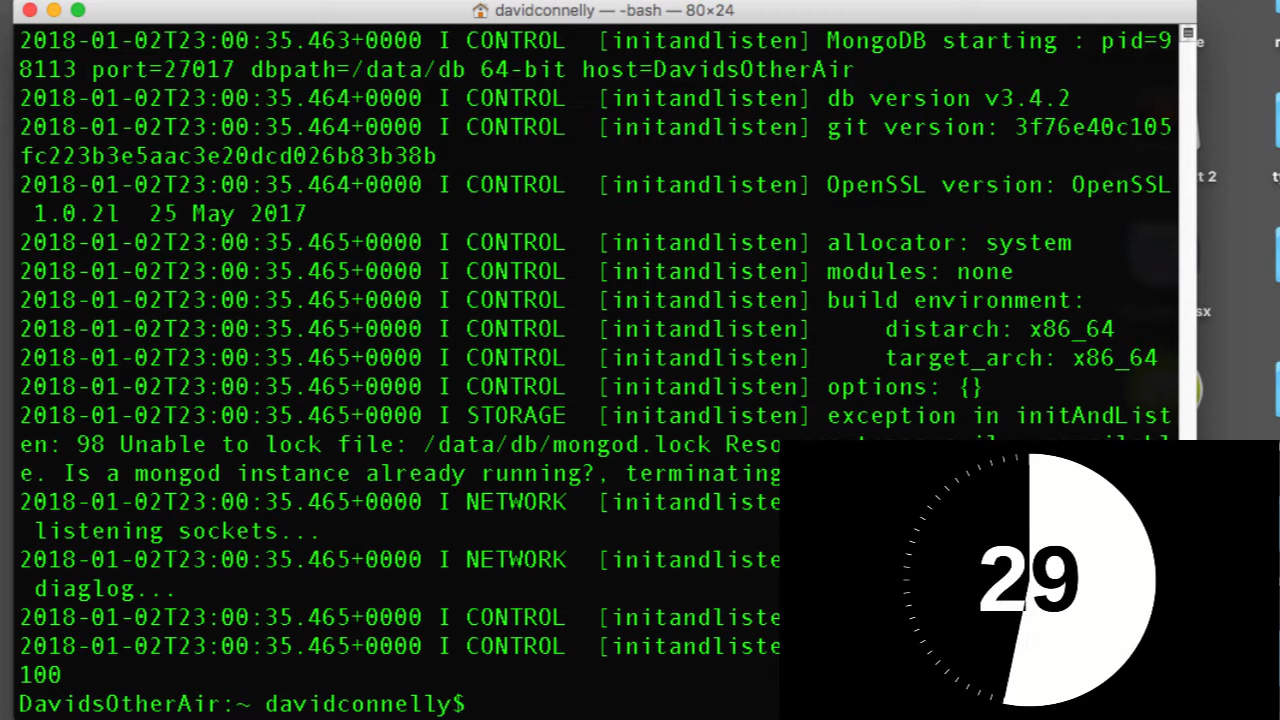 davidconnelly — -bash — 80×24
2018-01-02T23:00:35.463+0000 I CONTROL  [initandlisten] MongoDB starting : pid=9
8113 port=27017 dbpath=/data/db 64-bit host=DavidsOtherAir
2018-01-02T23:00:35.464+0000 I CONTROL  [initandlisten] db version v3.4.2
2018-01-02T23:00:35.464+0000 I CONTROL  [initandlisten] git version: 3f76e40c105
fc223b3e5aac3e20dcd026b83b38b
2018-01-02T23:00:35.464+0000 I CONTROL  [initandlisten] OpenSSL version: OpenSSL
1.0.2l  25 May 2017
2018-01-02T23:00:35.465+0000 I CONTROL  [initandlisten] allocator: system
2018-01-02T23:00:35.465+0000 I CONTROL  [initandlisten] modules: none
2018-01-02T23:00:35.465+0000 I CONTROL  [initandlisten] build environment:
2018-01-02T23:00:35.465+0000 I CONTROL  [initandlisten]     distarch: x86_64
2018-01-02T23:00:35.465+0000 I CONTROL  [initandlisten]     target_arch: x86_64
2018-01-02T23:00:35.465+0000 I CONTROL  [initandlisten] options: {}
2018-01-02T23:00:35.465+0000 I STORAGE  [initandlisten] exception in initAndList
en: 98 Unable to lock file: /data/db/mongod.lock Reso
e. Is a mongod instance already running?, terminating
2018-01-02T23:00:35.465+0000 I NETWORK  [initandliste
listening sockets...
2018-01-02T23:00:35.465+0000 I NETWORK  [initandliste
diaglog...
2018-01-02T23:00:35.465+0000 I CONTROL  [initandliste
2018-01-02T23:00:35.465+0000 I CONTROL  [initandliste
100
DavidsOtherAir:~ davidconnelly$
29
t 2
sx